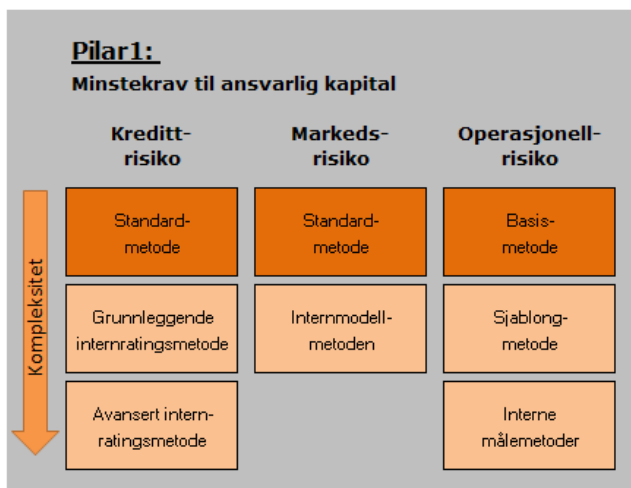 Pilar1:
Minstekrav til ansvarlig kapital
Kreditt-
risiko
Markeds-
risiko
Operasjonell-
risiko
Kompleksitet
Standard-
metode
Standard-
metode
Basis-
metode
Grunnleggende
internratingsmetode
Internmodell-
metoden
Sjablong-
metode
Avansert intern-
ratingsmetode
Interne
målemetoder